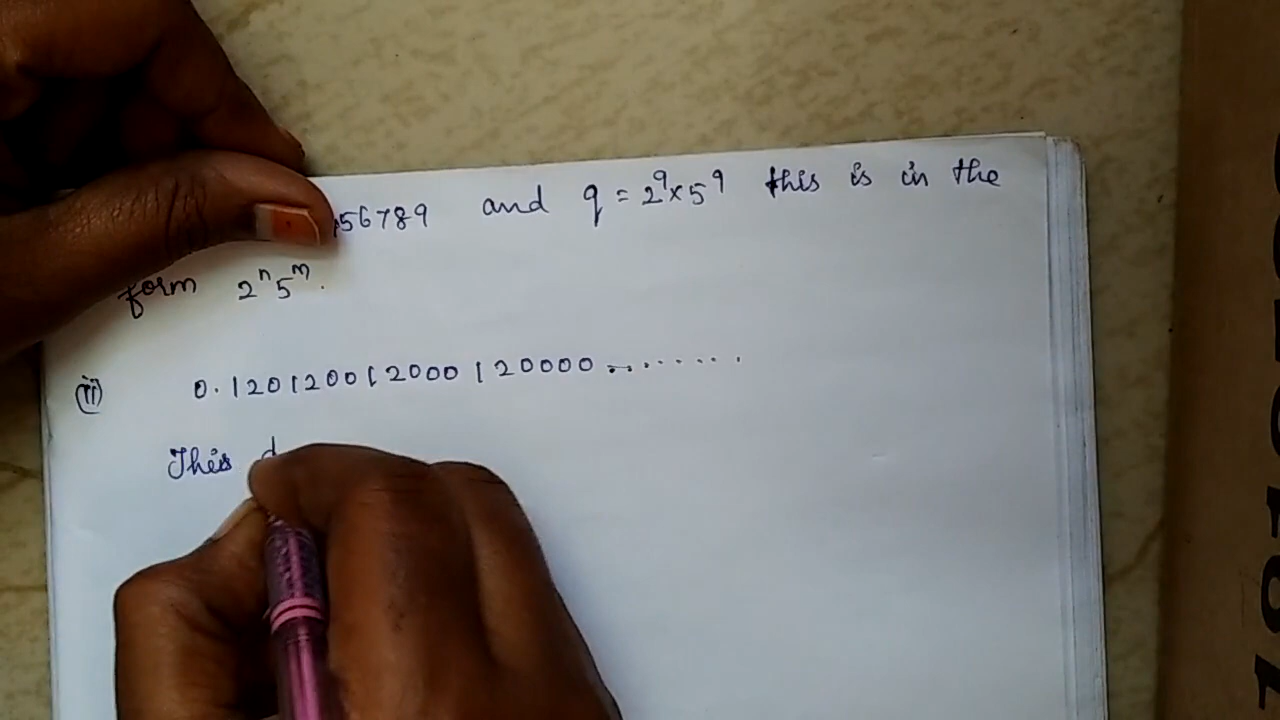 56789 and q = 2⁹×5⁹ this is in the
form 2ⁿ5ᵐ.
(ii) 0.120120012000120000.........
This d